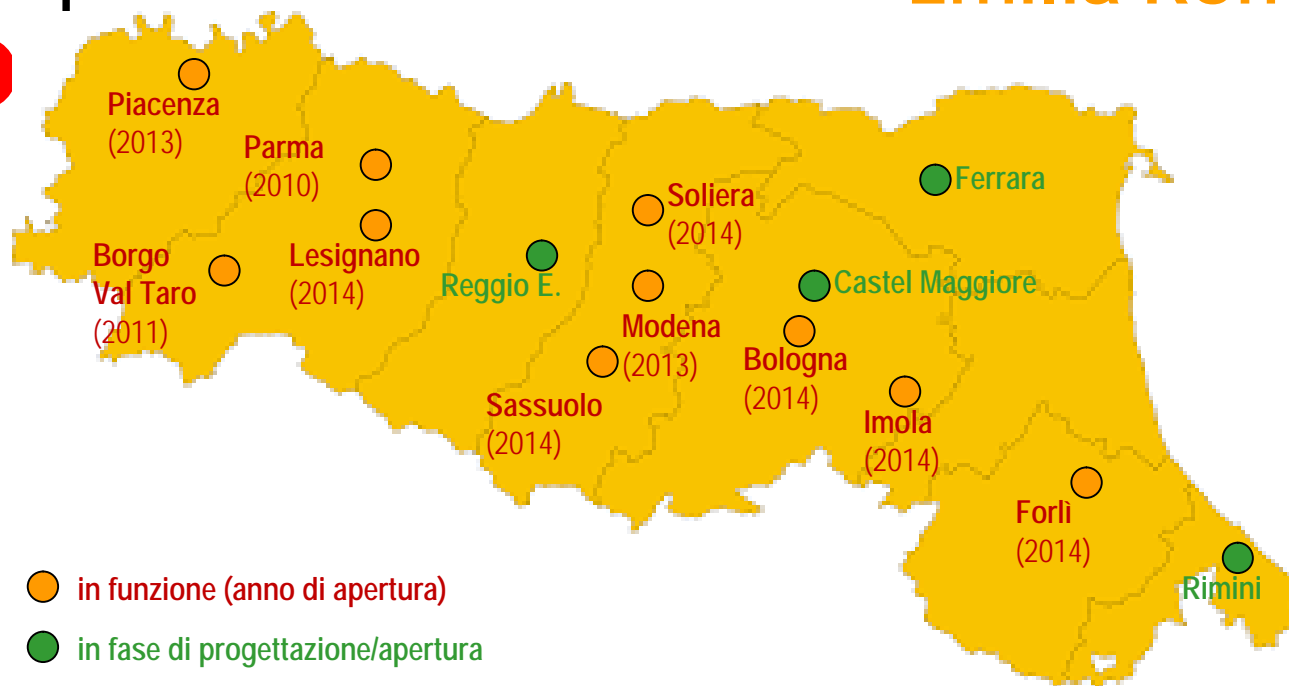 Piacenza
(2013)
Parma
(2010)
Borgo
Val Taro
(2011)
Lesignano
(2014)
Reggio E.
Soliera
(2014)
Modena
(2013)
Sassuolo
(2014)
Ferrara
Castel Maggiore
Bologna
(2014)
Imola
(2014)
Forlì
(2014)
Rimini
in funzione (anno di apertura)
in fase di progettazione/apertura